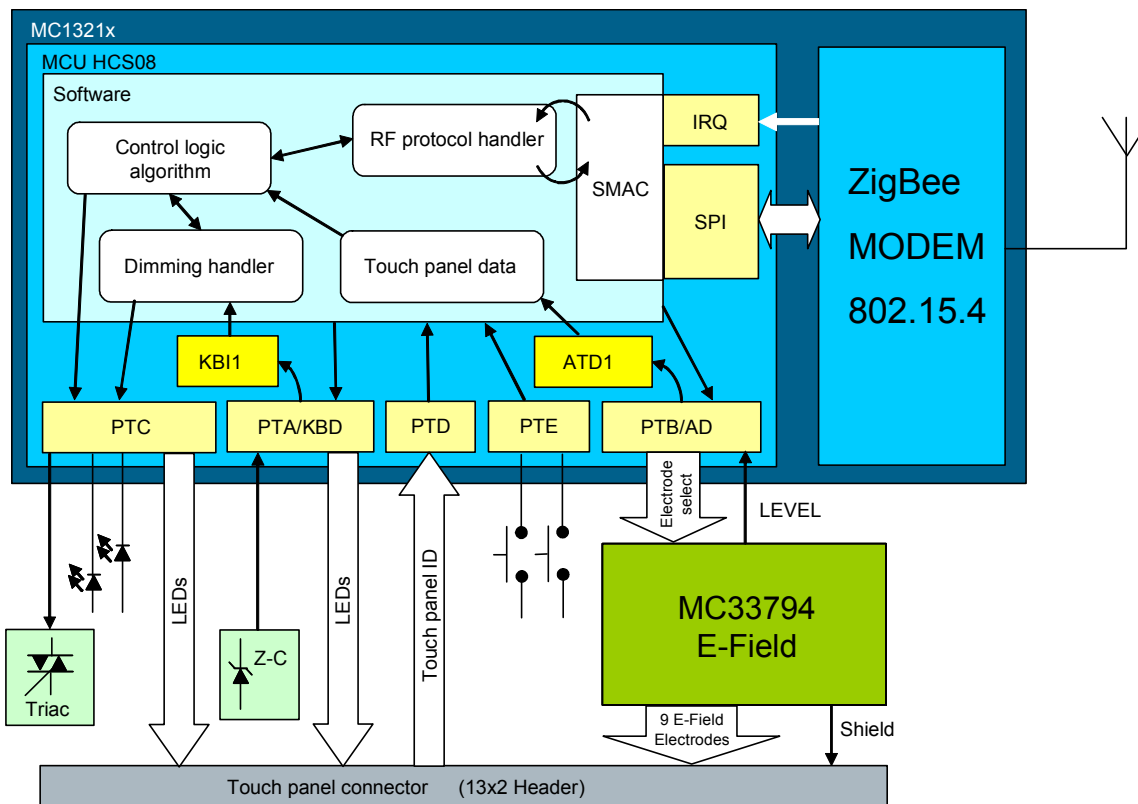 MC1321x
MCU HCS08
Software
Control logic
algorithm
RF protocol handler
SMAC
IRQ
SPI
ZigBee
MODEM
802.15.4
Dimming handler
Touch panel data
KBI1
ATD1
PTC
PTA/KBD
PTD
PTE
PTB/AD
Electrode
select
LEVEL
LEDs
LEDs
Touch panel ID
MC33794
E-Field
Z-C
Triac
9 E-Field
Electrodes
Shield
Touch panel connector (13x2 Header)